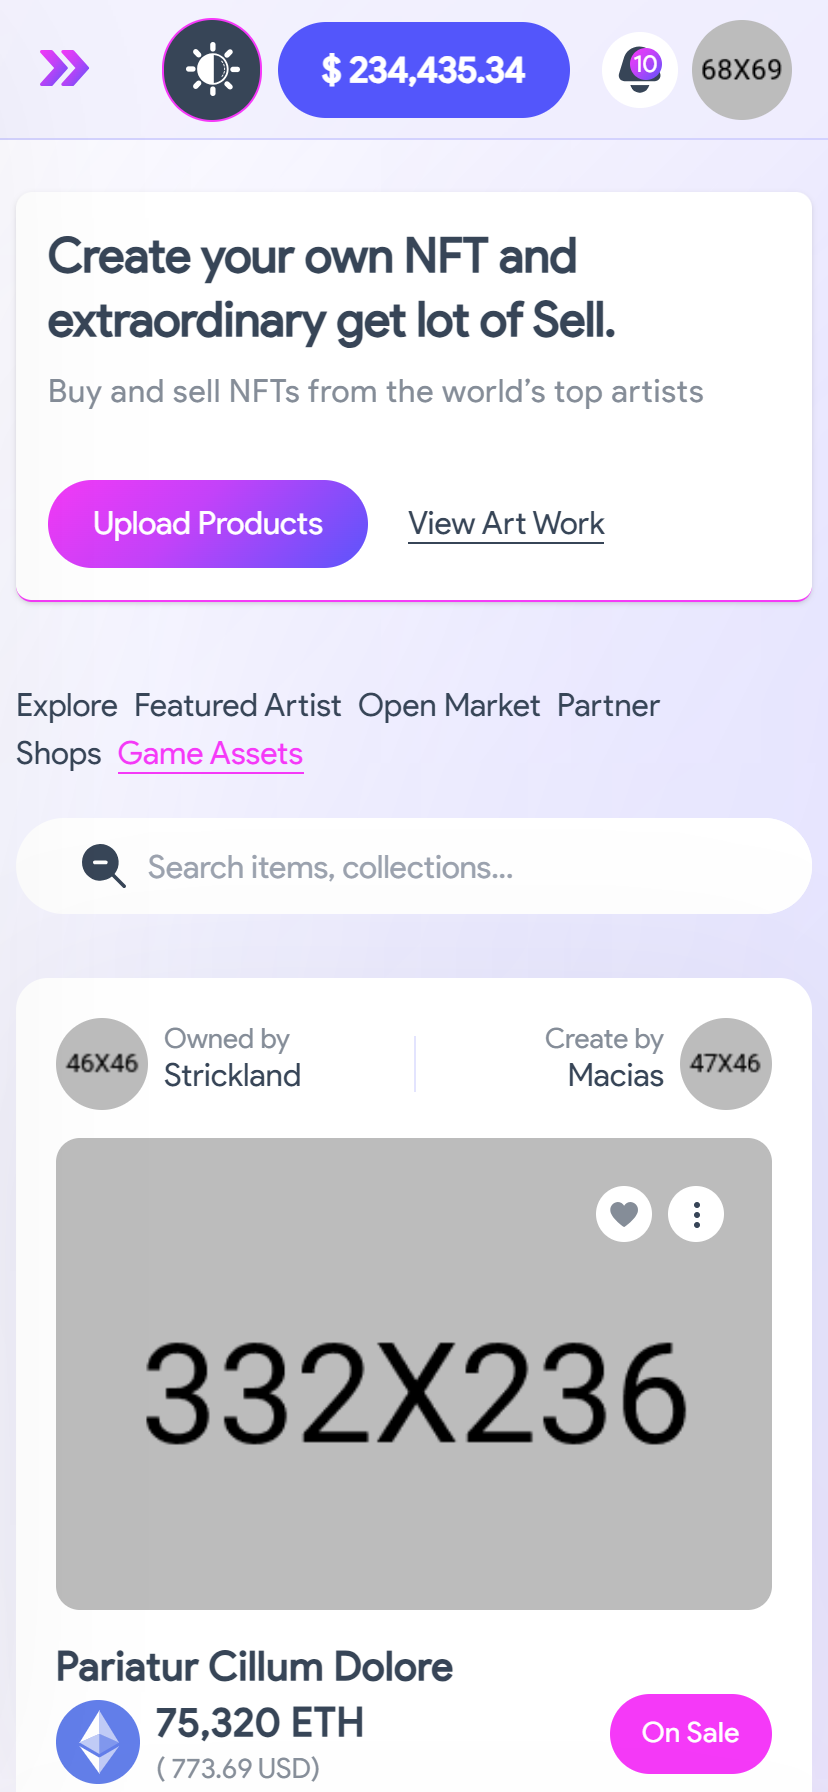 $ 234,435.34
10
68X69
Create your own NFT and
extraordinary get lot of Sell.
Buy and sell NFTs from the world’s top artists
Upload Products
View Art Work
Explore Featured Artist Open Market Partner
Shops Game Assets
Search items, collections...
46X46
Owned by
Strickland
Create by
Macias
47X46
332X236
Pariatur Cillum Dolore
75,320 ETH
( 773.69 USD)
On Sale